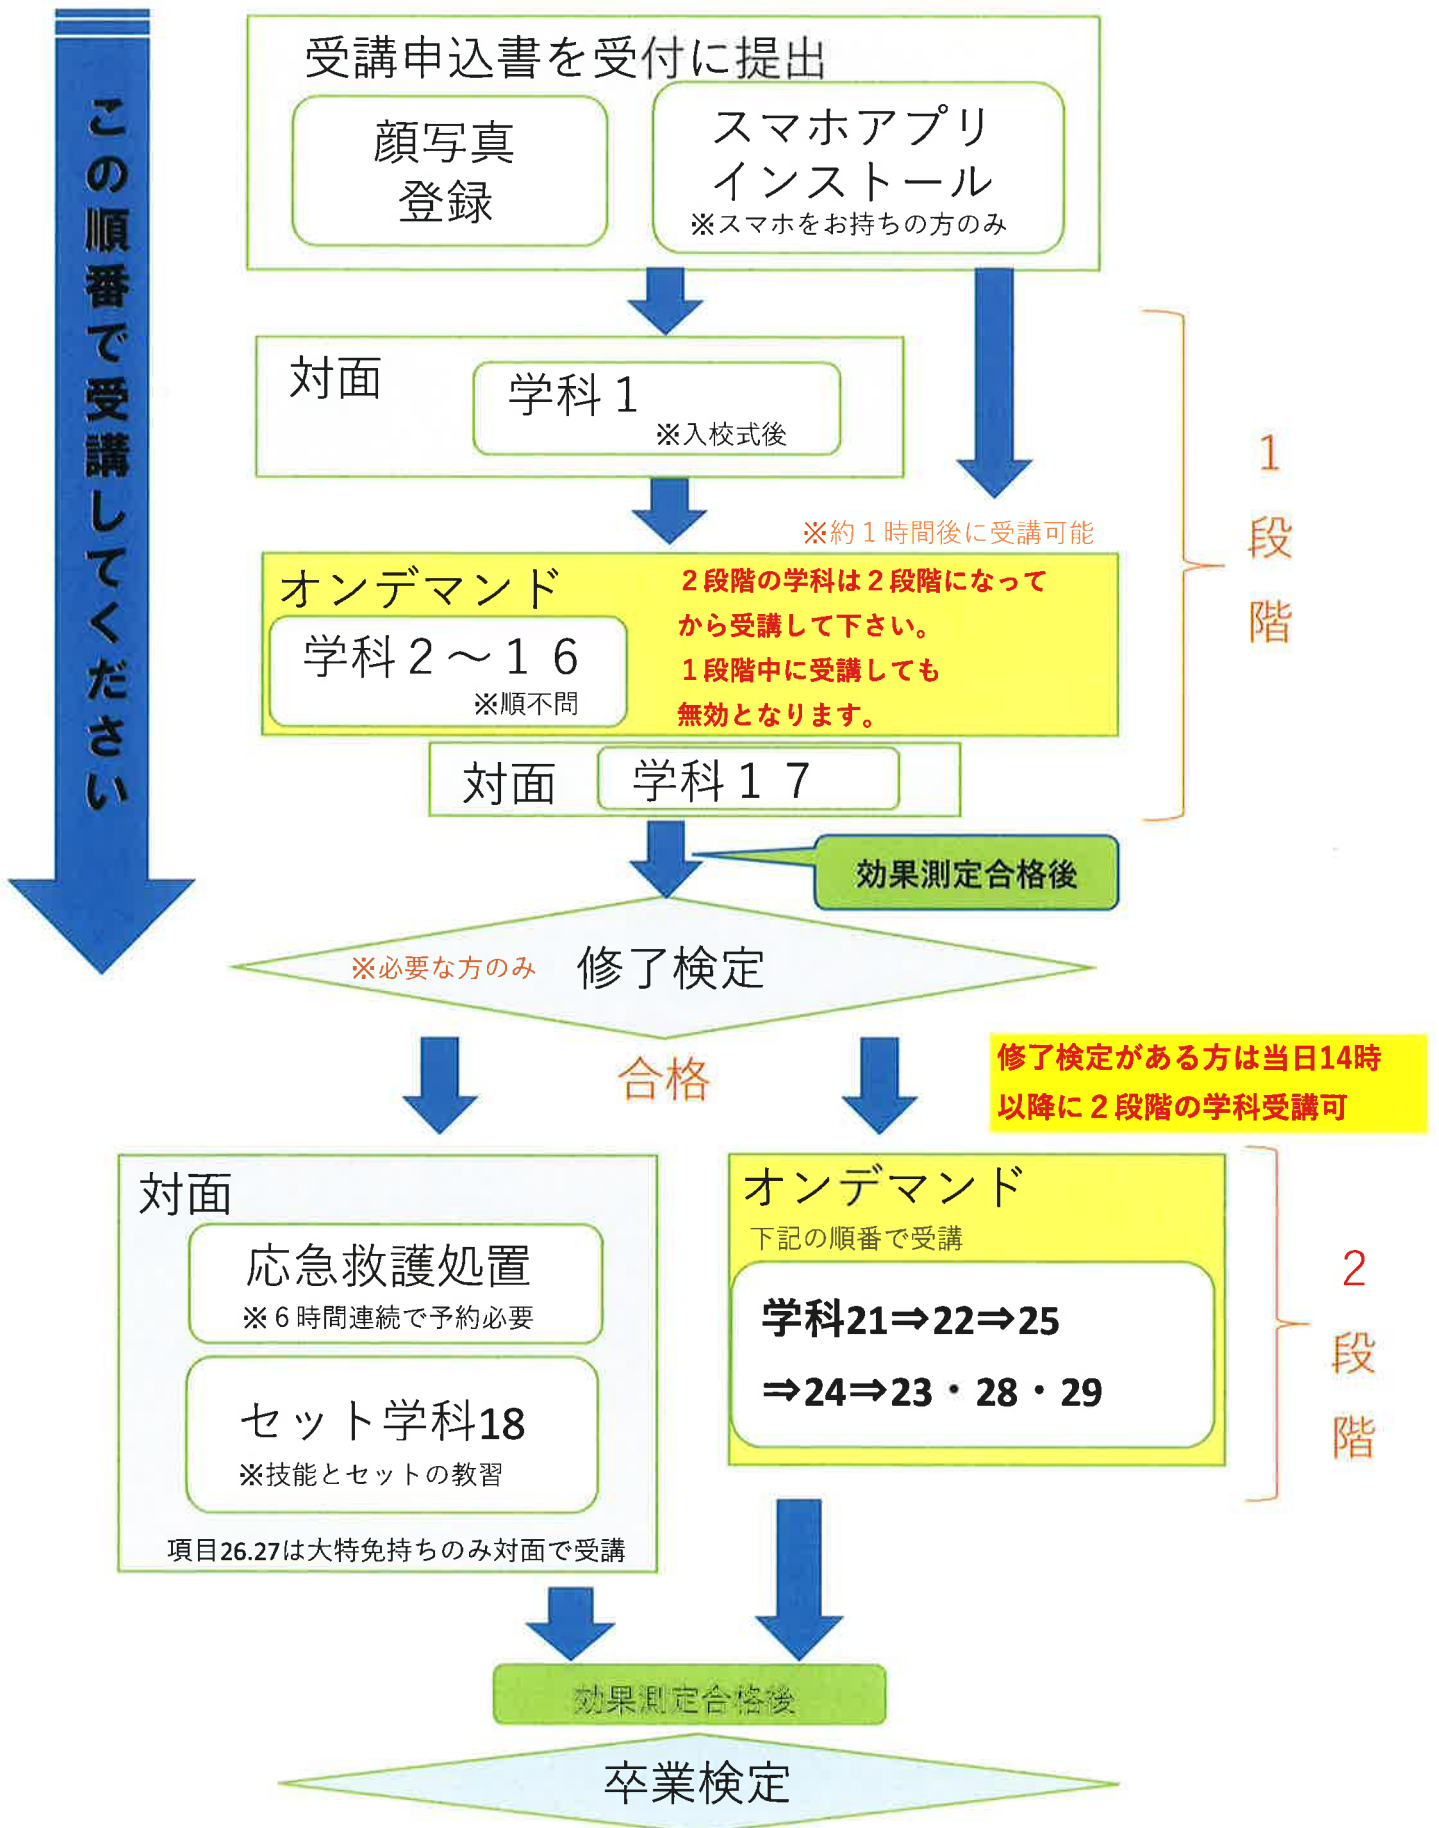 この順番で受講してください
受講申込書を受付に提出
顔写真
登録
スマホアプリ
インストール
※スマホをお持ちの方のみ
対面
学科1
※入校式後
※約1時間後に受講可能
オンデマンド
学科2～16
※順不問
2段階の学科は2段階になって
から受講して下さい。
1段階中に受講しても
無効となります。
対面
学科17
1
段
階
効果測定合格後
※必要な方のみ
修了検定
合格
修了検定がある方は当日14時
以降に2段階の学科受講可
対面
応急救護処置
※6時間連続で予約必要
セット学科18
※技能とセットの教習
項目26.27は大特免持ちのみ対面で受講
オンデマンド
下記の順番で受講
学科21⇒22⇒25
⇒24⇒23・28・29
2
段
階
効果測定合格後
卒業検定